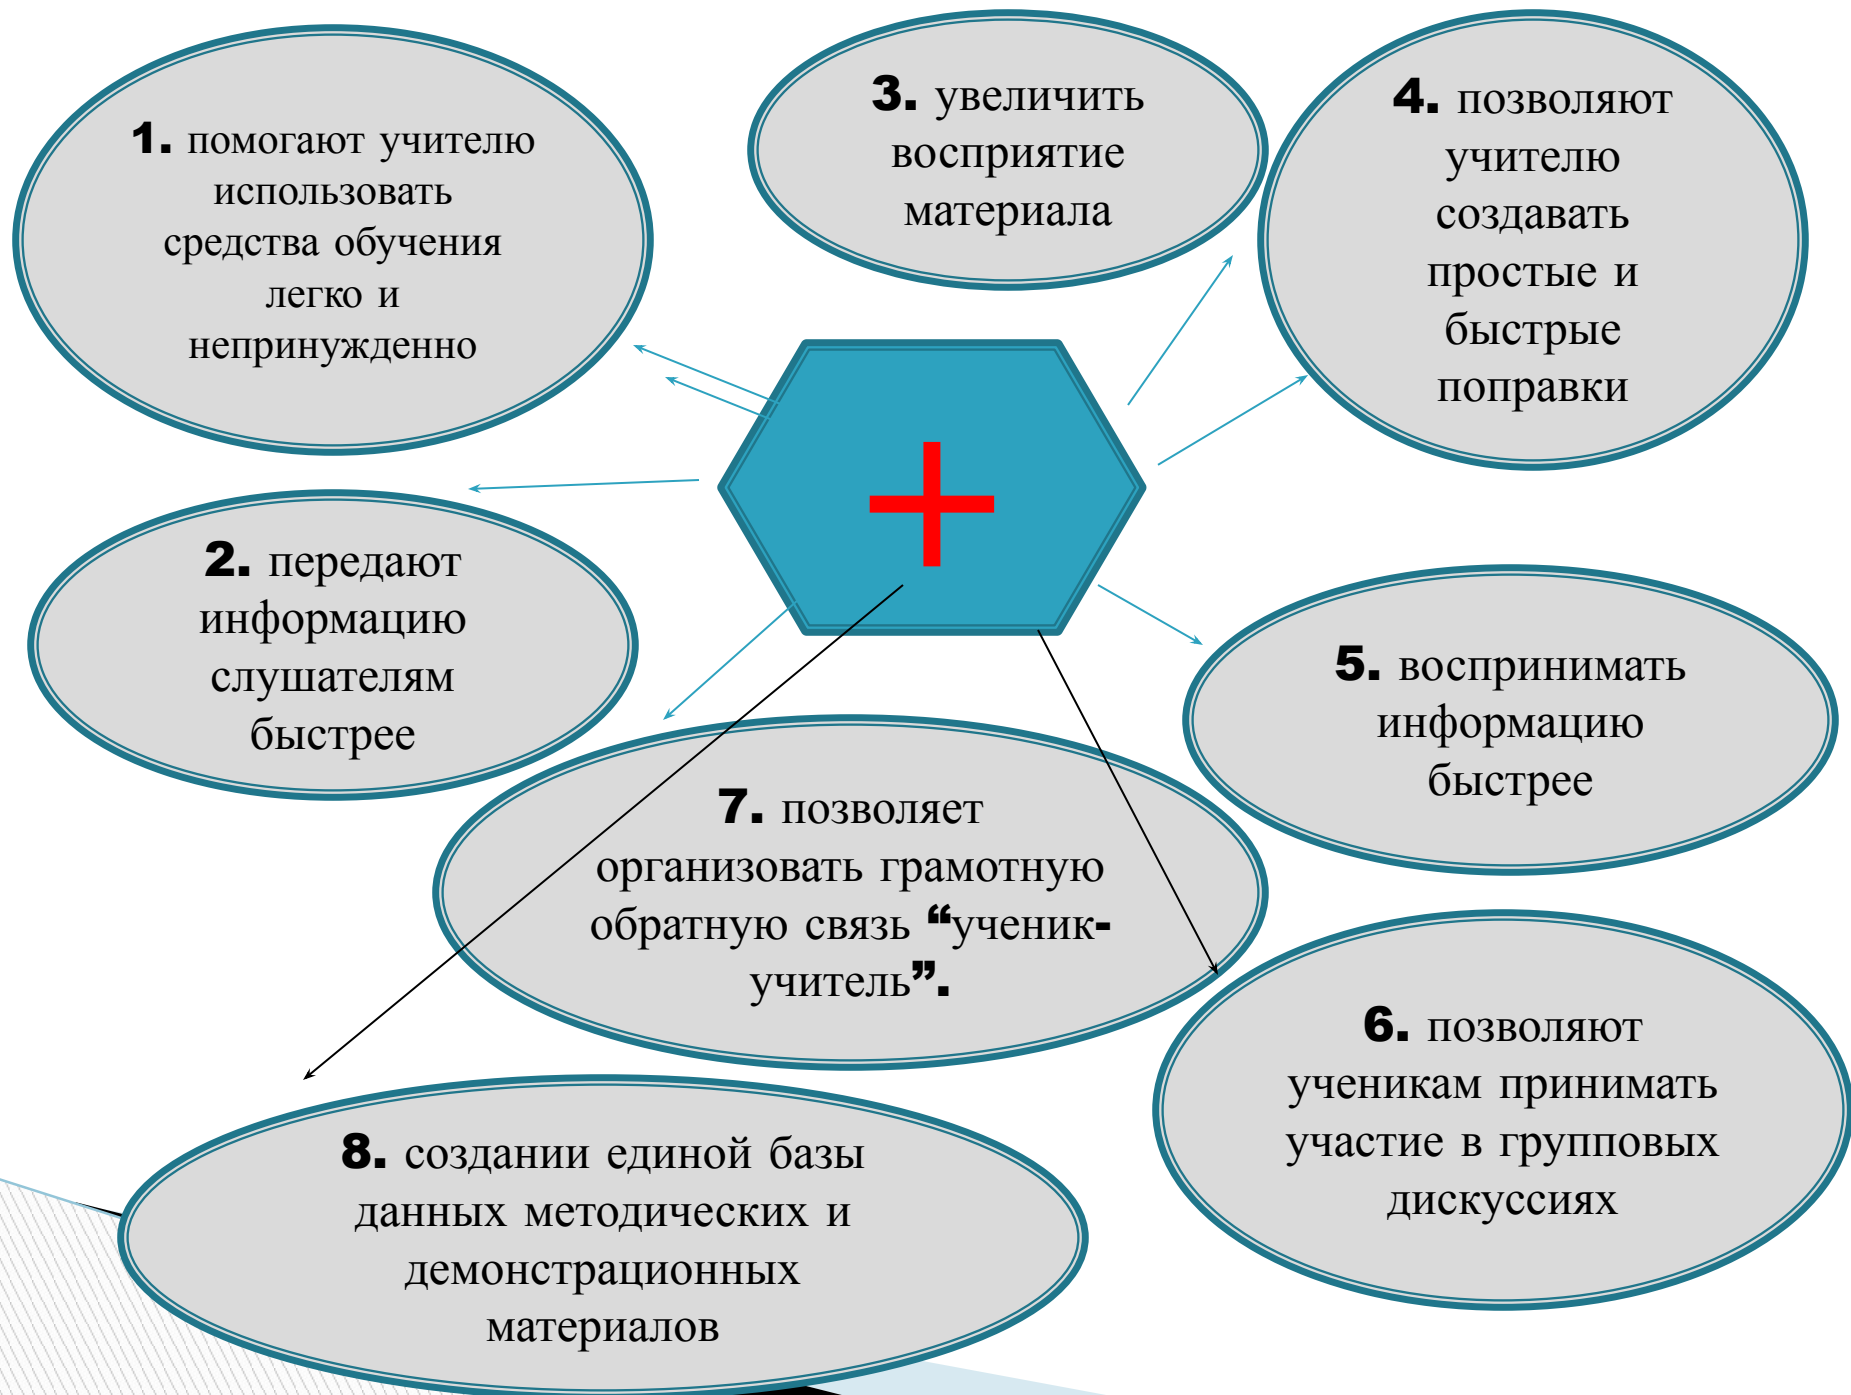 1. помогают учителю
использовать
средства обучения
легко и
непринужденно
2. передают
информацию
слушателям
быстрее
3. увеличить
восприятие
материала
4. позволяют
учителю
создавать
простые и
быстрые
поправки
+
5. воспринимать
информацию
быстрее
6. позволяют
ученикам принимать
участие в групповых
дискуссиях
7. позволяет
организовать грамотную
обратную связь “ученик-
учитель”.
8. создании единой базы
данных методических и
демонстрационных
материалов